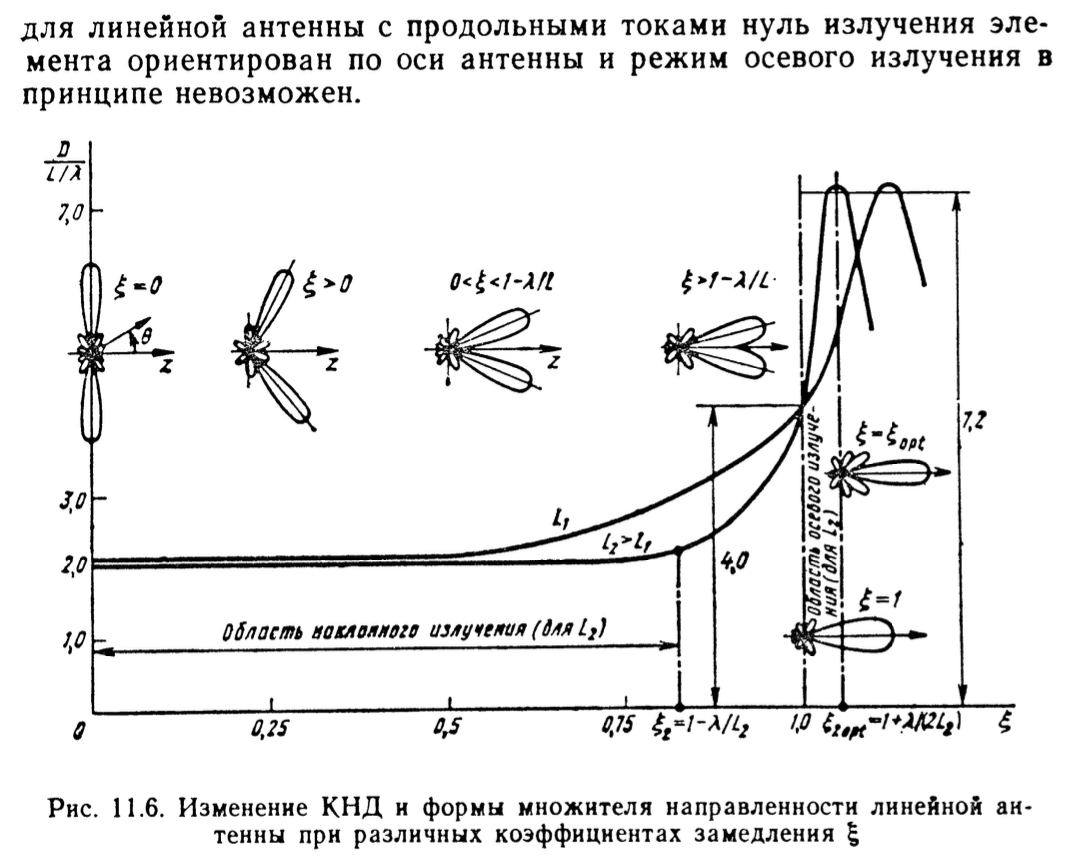 для линейной антенны с продольными токами нуль излучения эле-
мента ориентирован по оси антенны и режим осевого излучения в
принципе невозможен.
D
L/λ
7,0
ξ=0
ξ>0
0<ξ<1-λ/L
ξ>1-λ/L
θ
z
z
z
7,2
ξ=ξopt
3,0
L₁
L₂>L₁
2,0
4,0
Область осевого излуче-
ния (для L₂)
ξ=1
Область наклонного излучения (для L₂)
1,0
0
0,25
0,5
0,75
ξ₂=1-λ/L₂
1,0
ξ₂opt=1+λ/(2L₂)
ξ
Рис. 11.6. Изменение КНД и формы множителя направленности линейной ан-
тенны при различных коэффициентах замедления ξ